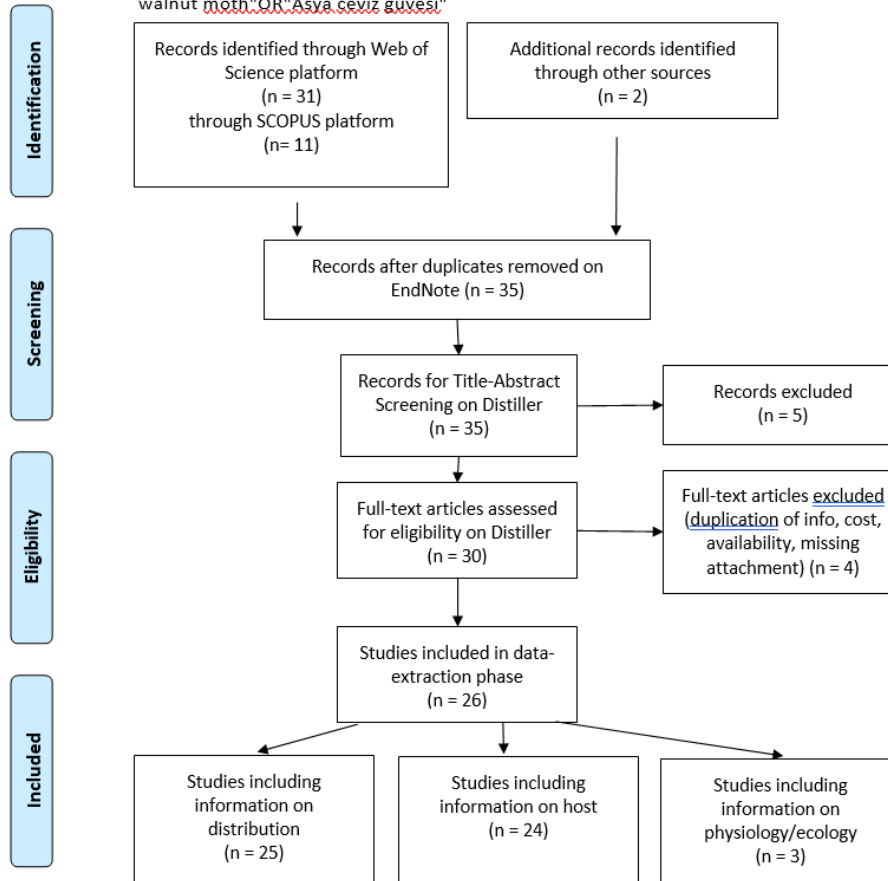 walnut moth"OR"Asya ceviz güvesi"
Identification
Records identified through Web of
Science platform
(n = 31)
through SCOPUS platform
(n= 11)
Additional records identified
through other sources
(n = 2)
Screening
Records after duplicates removed on
EndNote (n = 35)
Records for Title-Abstract
Screening on Distiller
(n = 35)
Records excluded
(n = 5)
Eligibility
Full-text articles assessed
for eligibility on Distiller
(n = 30)
Full-text articles excluded
(duplication of info, cost,
availability, missing
attachment) (n = 4)
Studies included in data-
extraction phase
(n = 26)
Included
Studies including
information on
distribution
(n = 25)
Studies including
information on host
(n = 24)
Studies including
information on
physiology/ecology
(n = 3)